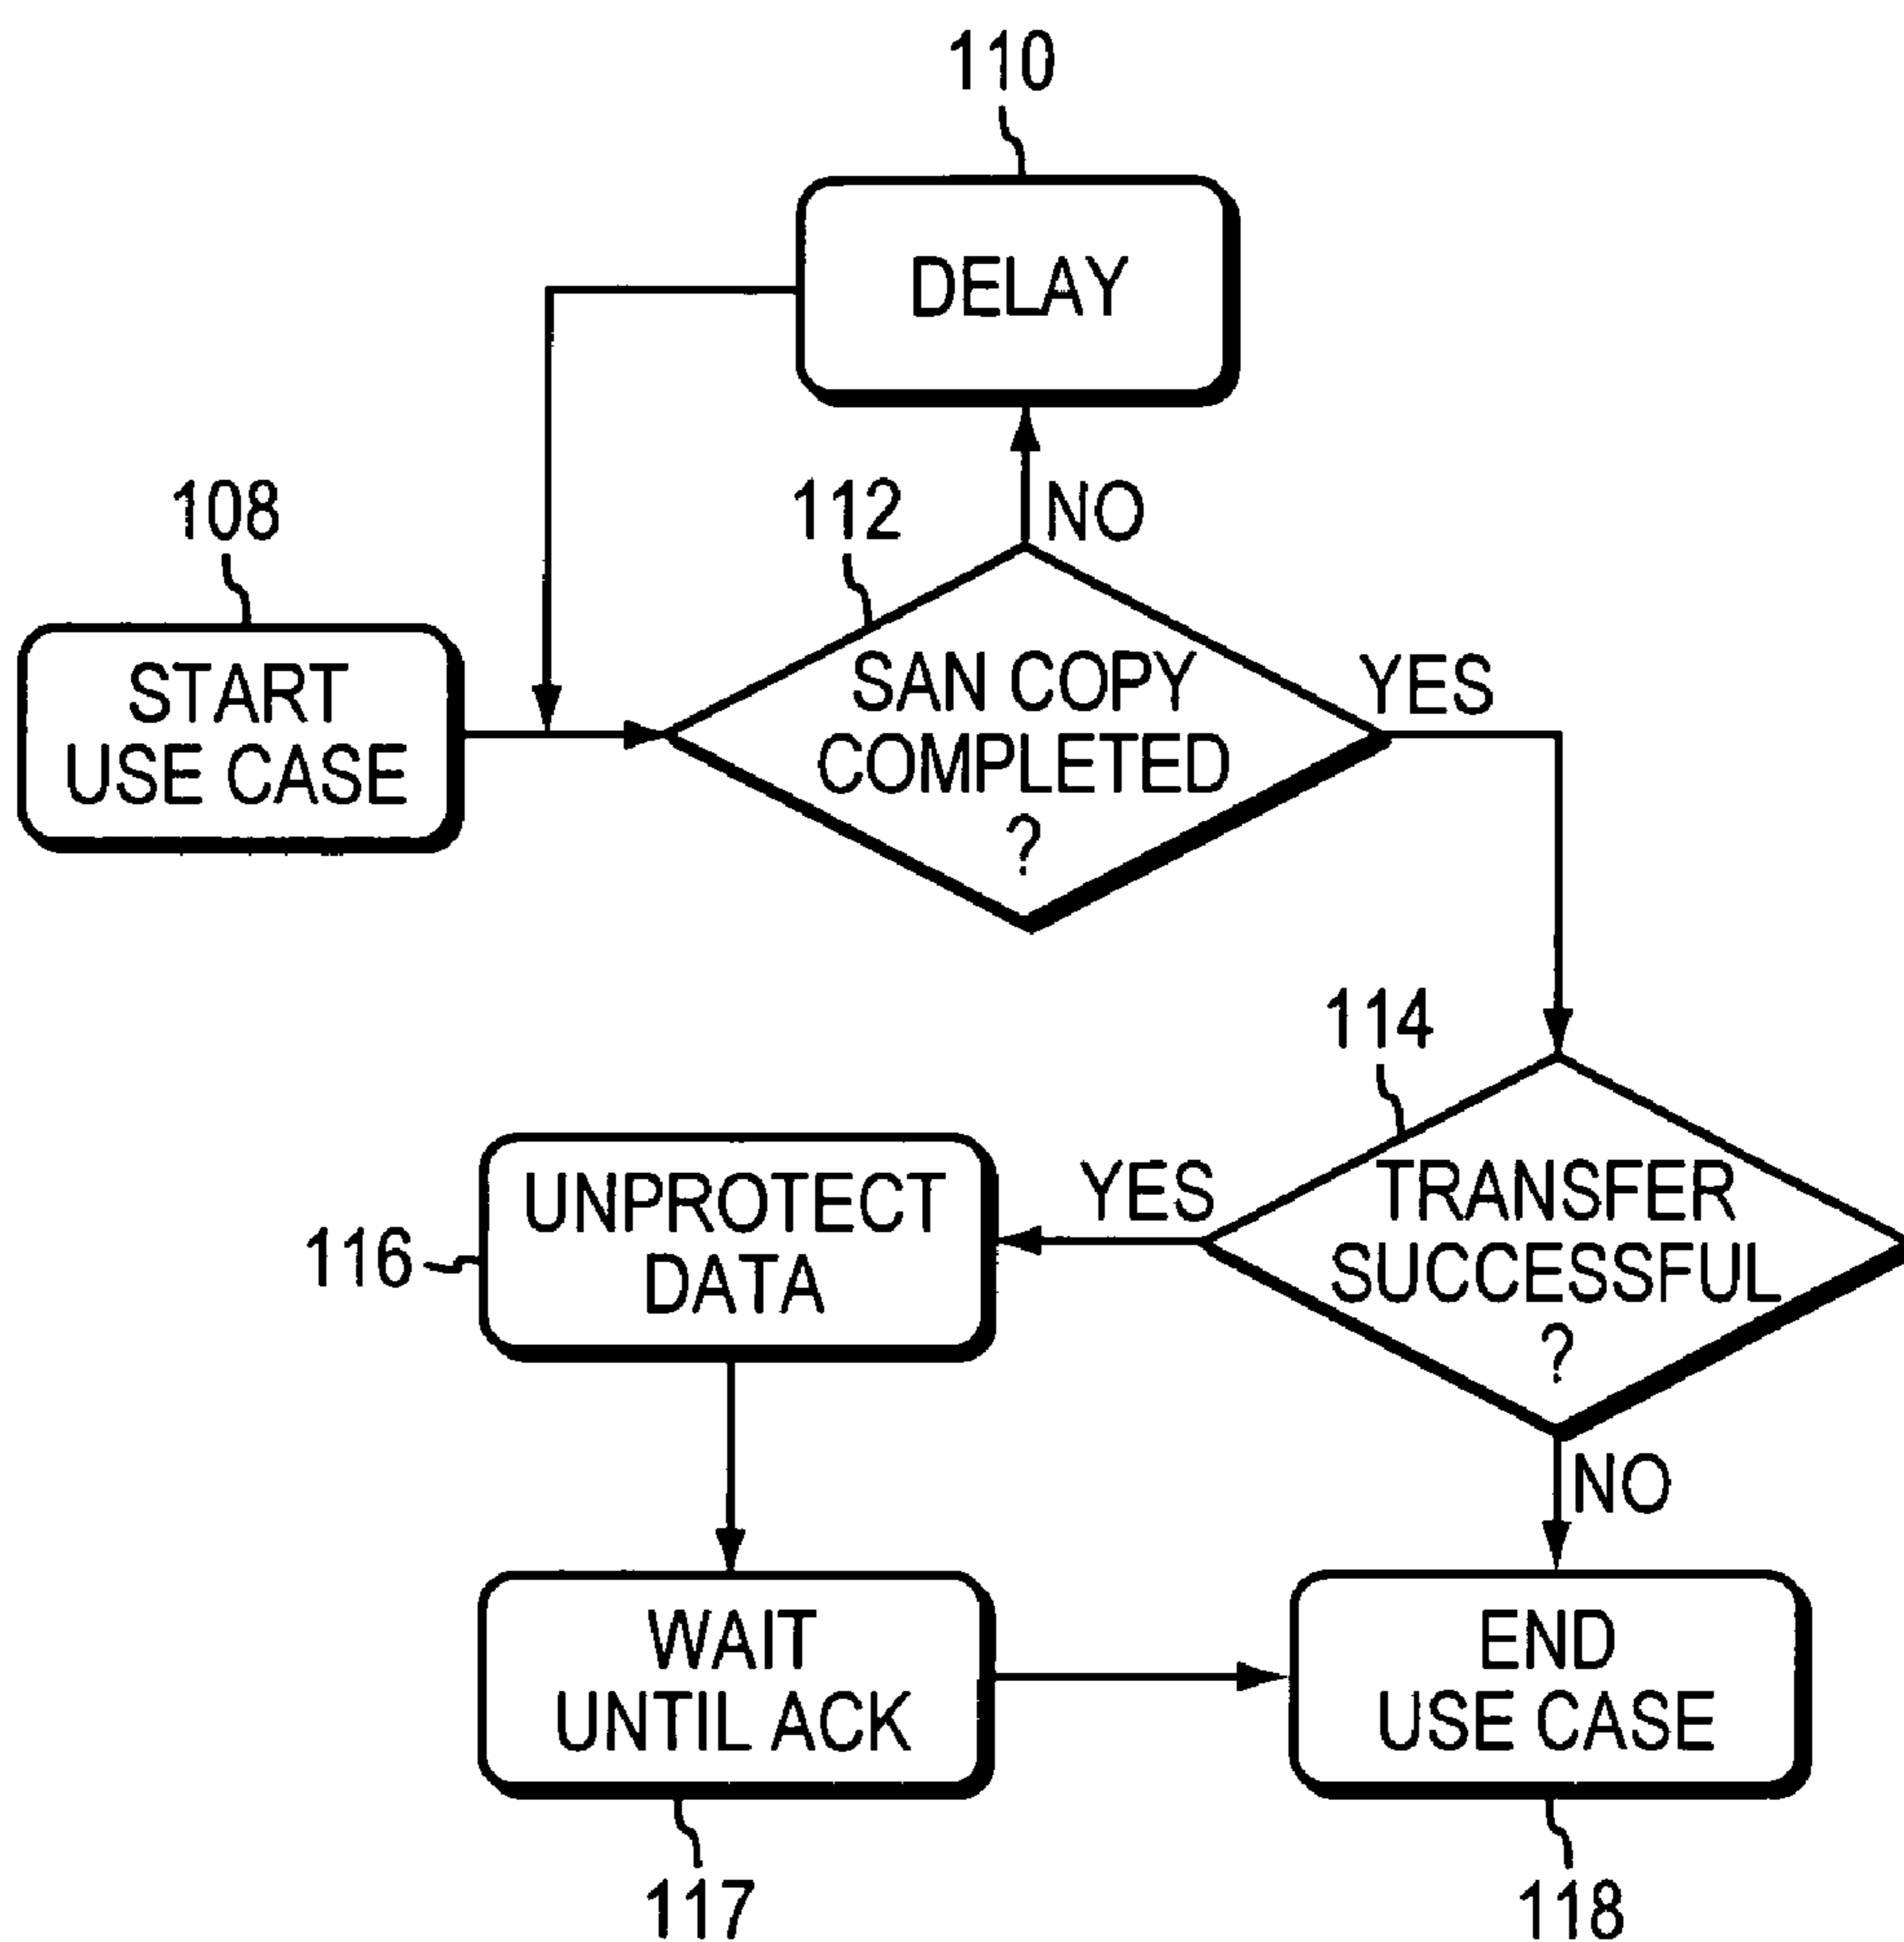 110
DELAY
108
112
NO
START
USE CASE
SAN COPY
COMPLETED
?
YES
114
116
UNPROTECT
DATA
YES
TRANSFER
SUCCESSFUL
?
NO
WAIT
UNTIL ACK
END
USE CASE
117
118